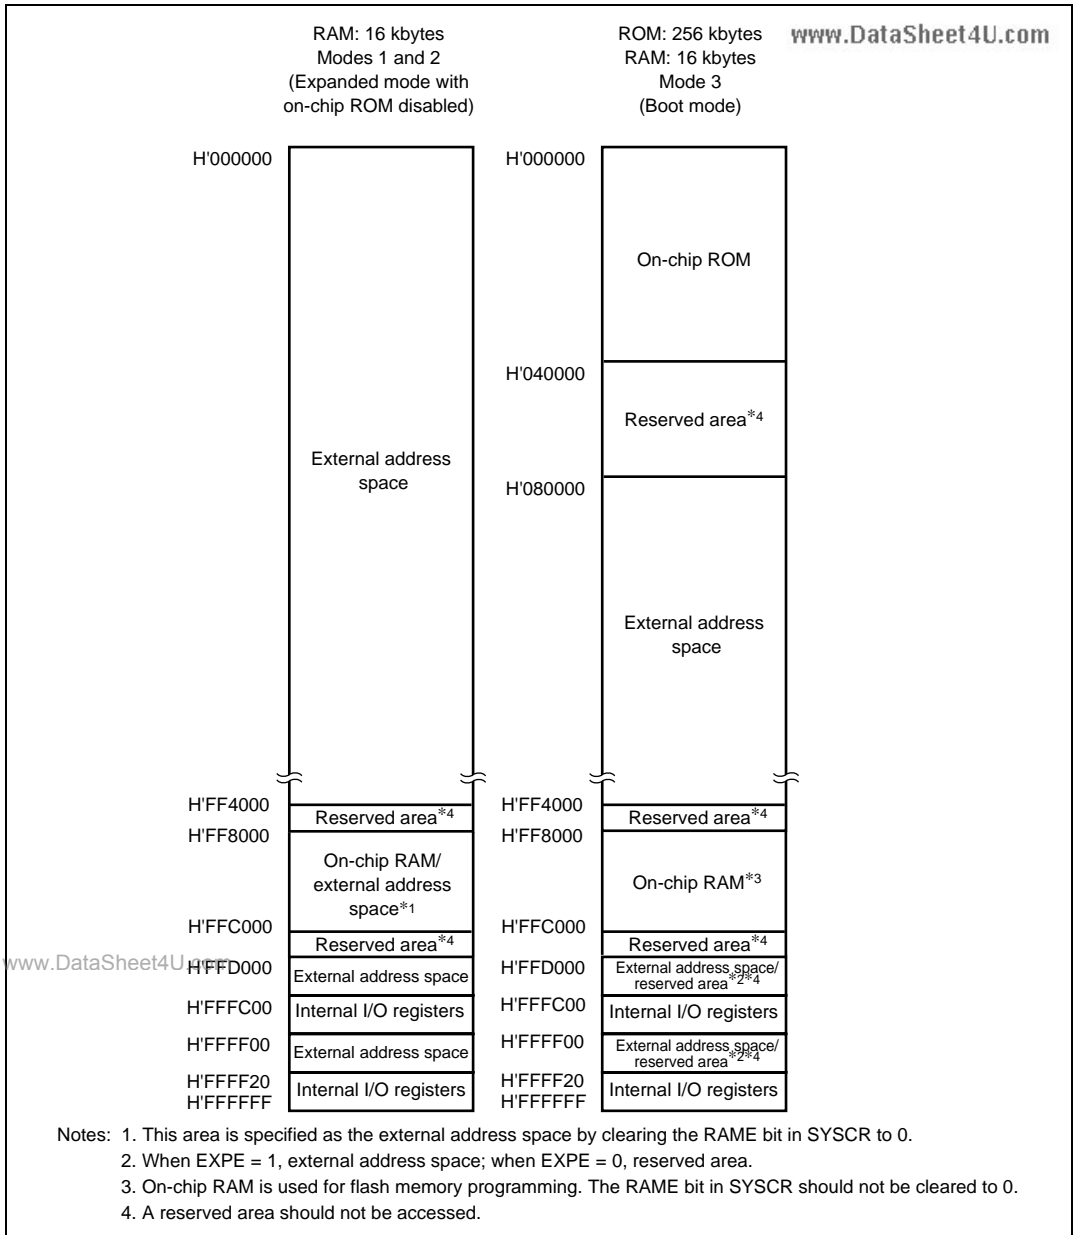 RAM: 16 kbytes
Modes 1 and 2
(Expanded mode with
on-chip ROM disabled)
ROM: 256 kbytes
RAM: 16 kbytes
Mode 3
(Boot mode)
www.DataSheet4U.com
H'000000
External address
space
H'FF4000
Reserved area*4
H'FF8000
On-chip RAM/
external address
space*1
H'FFC000
Reserved area*4
www.DataSheet4U.com
H'FFD000
External address space
H'FFFC00
Internal I/O registers
H'FFFF00
External address space
H'FFFF20
Internal I/O registers
H'FFFFFF
H'000000
On-chip ROM
H'040000
Reserved area*4
H'080000
External address
space
H'FF4000
Reserved area*4
H'FF8000
On-chip RAM*3
H'FFC000
Reserved area*4
H'FFD000
External address space/
reserved area*2*4
H'FFFC00
Internal I/O registers
H'FFFF00
External address space/
reserved area*2*4
H'FFFF20
Internal I/O registers
H'FFFFFF
Notes: 1. This area is specified as the external address space by clearing the RAME bit in SYSCR to 0.
2. When EXPE = 1, external address space; when EXPE = 0, reserved area.
3. On-chip RAM is used for flash memory programming. The RAME bit in SYSCR should not be cleared to 0.
4. A reserved area should not be accessed.